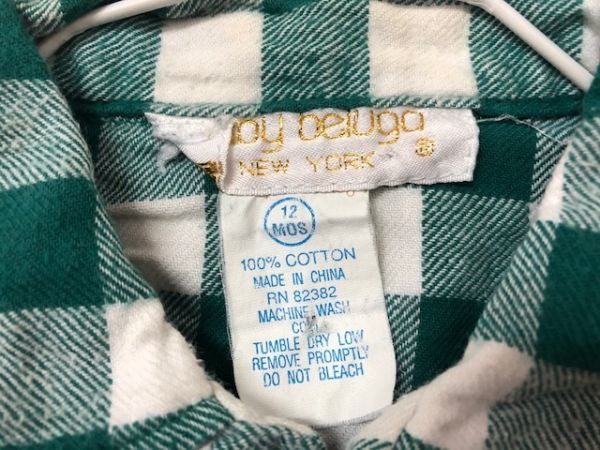 beluga ®
NEW YORK
12
MOS
100% COTTON
MADE IN CHINA
RN 82382
MACHINE WASH
TUMBLE DRY LOW
REMOVE PROMPTLY
DO NOT BLEACH